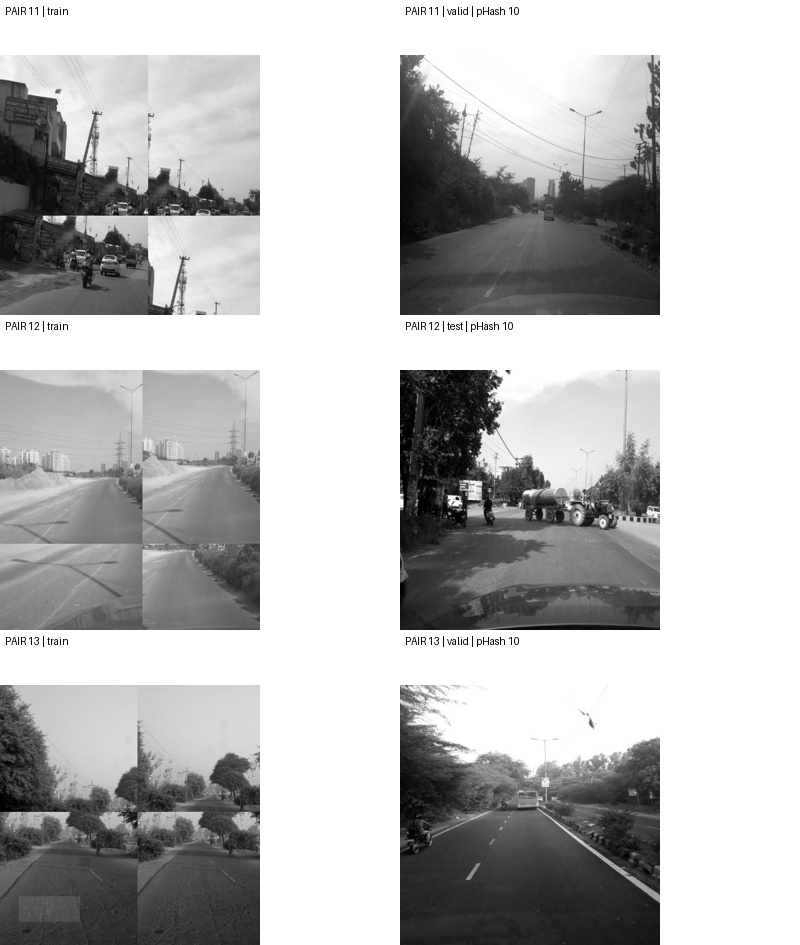 PAIR 11 | train
PAIR 11 | valid | pHash 10
PAIR 12 | train
PAIR 12 | test | pHash 10
PAIR 13 | train
PAIR 13 | valid | pHash 10